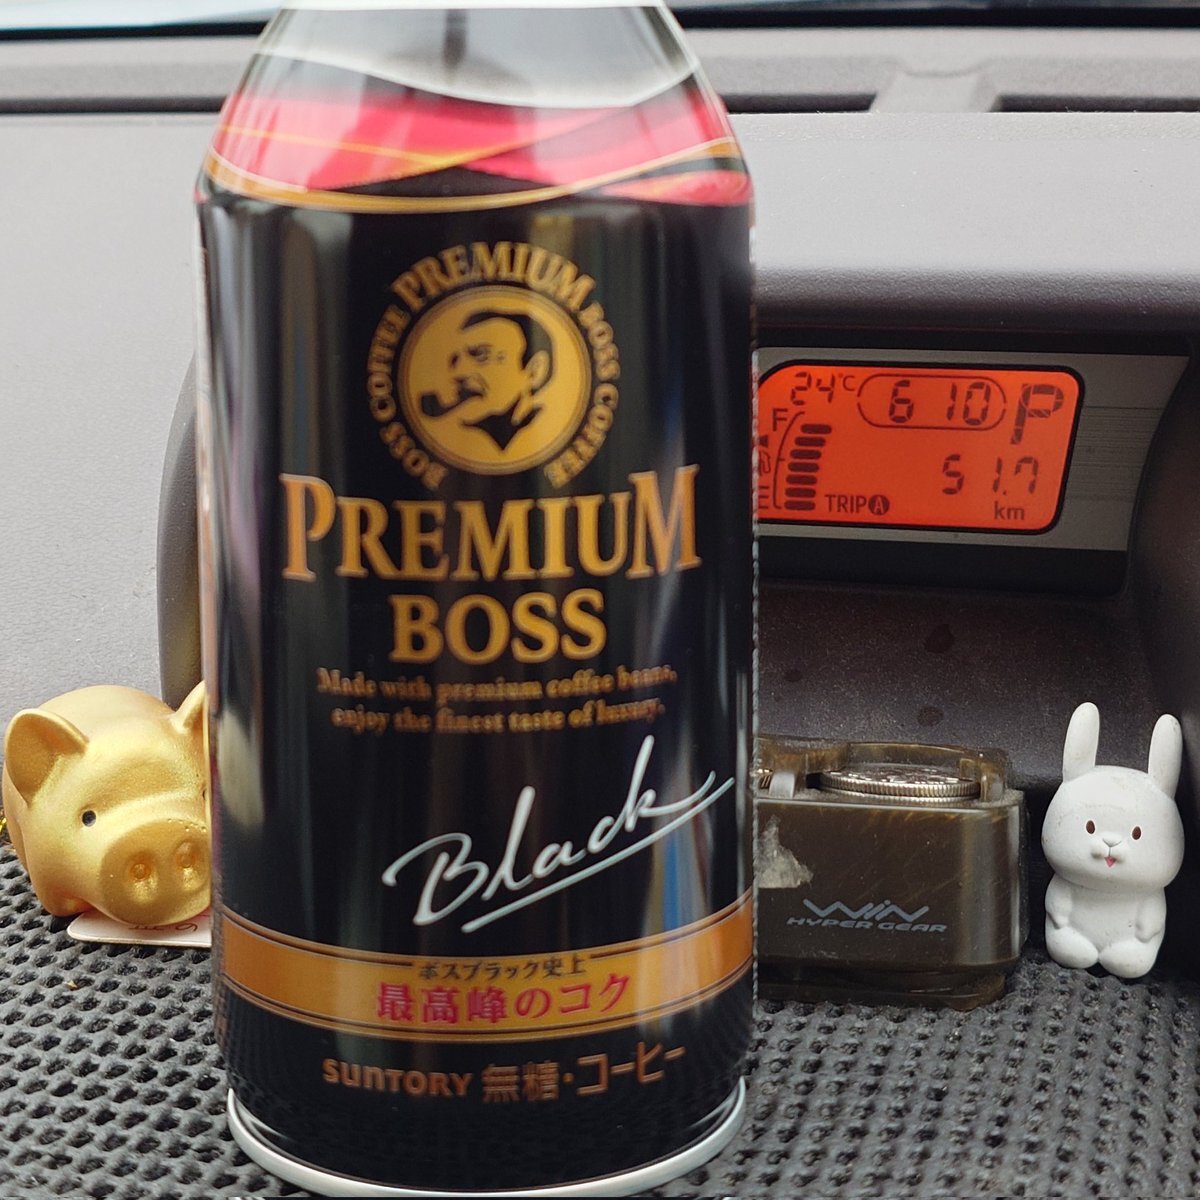 PREMIUM
BOSS COFFEE
BOSS COFFEE
PREMIUM
BOSS
Made with premium coffee beans,
enjoy the finest taste of luxury.
Black
ボスブラック史上
最高峰のコク
SUNTORY 無糖・コーヒー
24℃ 6 10 P
F
E
51.7
TRIP A km
WIN
HYPER GEAR